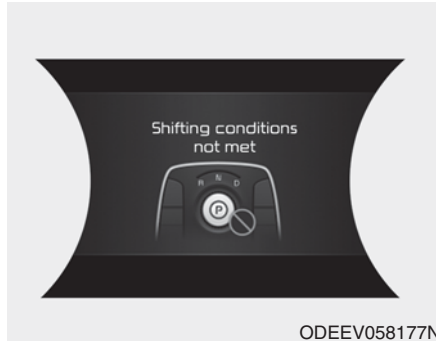 Shifting conditions
not met
R N D
P
ODEEV058177N